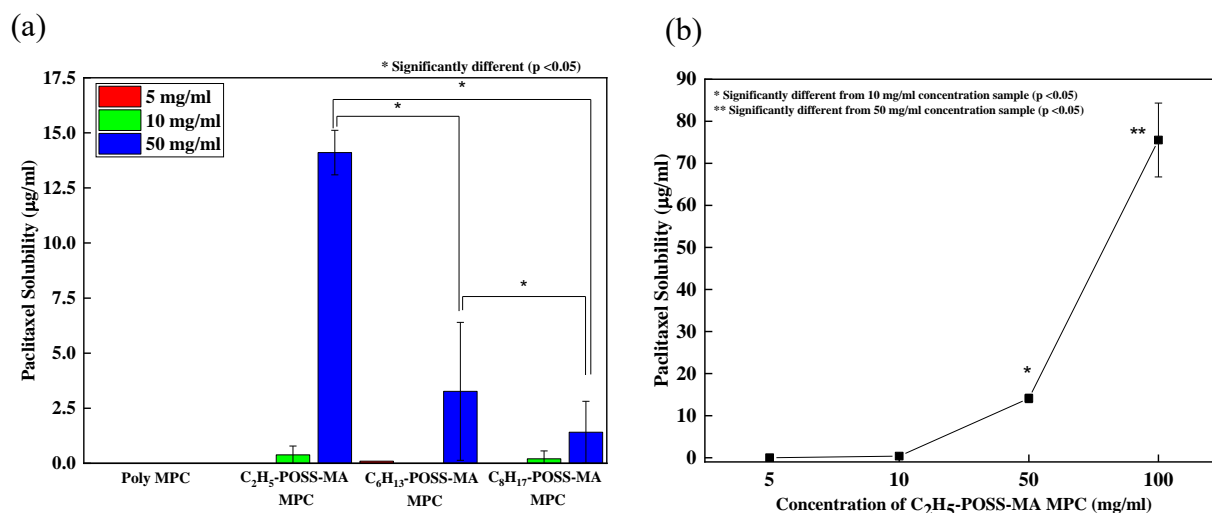 (a)
* Significantly different (p <0.05)
17.5
15.0
12.5
10.0
7.5
5.0
2.5
0.0
Paclitaxel Solubility (µg/ml)
5 mg/ml
10 mg/ml
50 mg/ml
*
*
*
Poly MPC
C₂H₅-POSS-MA
MPC
C₆H₁₃-POSS-MA
MPC
C₈H₁₇-POSS-MA
MPC
(b)
* Significantly different from 10 mg/ml concentration sample (p <0.05)
** Significantly different from 50 mg/ml concentration sample (p <0.05)
90
80
70
60
50
40
30
20
10
0
Paclitaxel Solubility (µg/ml)
**
*
5 10 50 100
Concentration of C₂H₅-POSS-MA MPC (mg/ml)